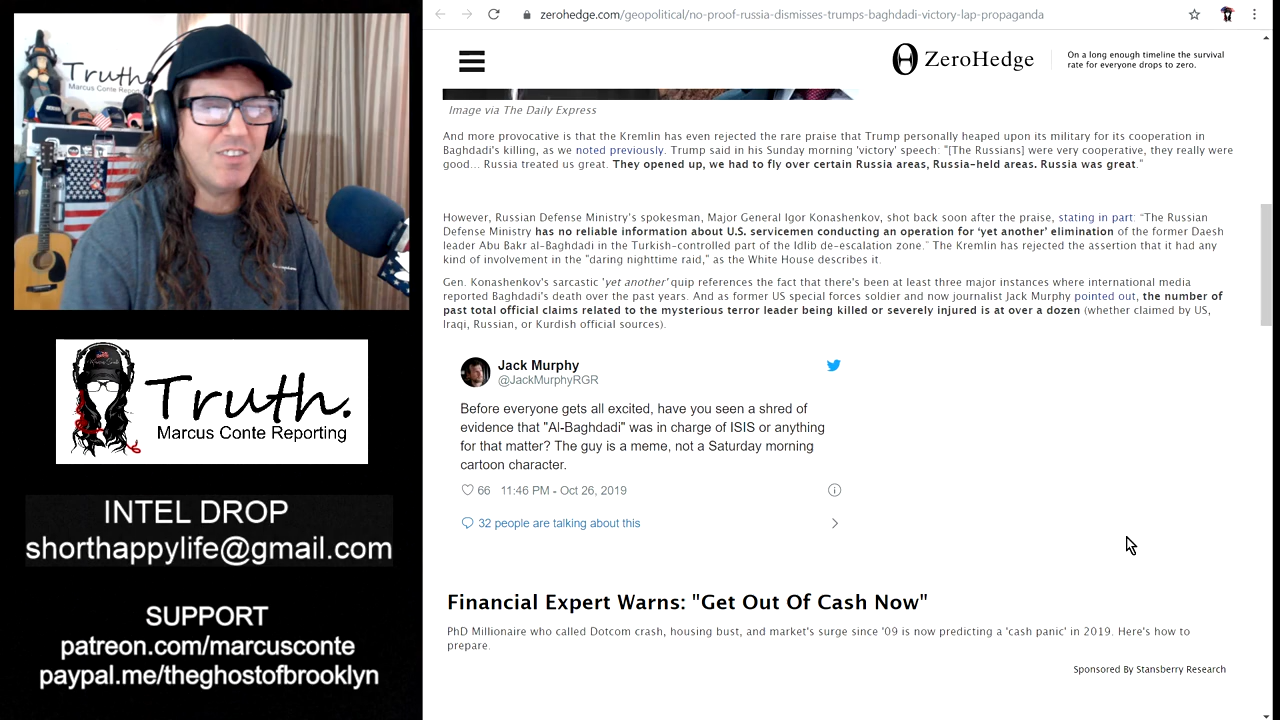 Truth.
Marcus Conte Repor
Truth.
Marcus Conte Reporting
INTEL DROP
shorthappylife@gmail.com
SUPPORT
patreon.com/marcusconte
paypal.me/theghostofbrooklyn
zerohedge.com/geopolitical/no-proof-russia-dismisses-trumps-baghdadi-victory-lap-propaganda
ZeroHedge
On a long enough timeline the survival
rate for everyone drops to zero.
Image via The Daily Express
And more provocative is that the Kremlin has even rejected the rare praise that Trump personally heaped upon its military for its cooperation in
Baghdadi's killing, as we noted previously. Trump said in his Sunday morning 'victory' speech: "[The Russians] were very cooperative, they really were
good... Russia treated us great. They opened up, we had to fly over certain Russia areas, Russia-held areas. Russia was great."
However, Russian Defense Ministry's spokesman, Major General Igor Konashenkov, shot back soon after the praise, stating in part: "The Russian
Defense Ministry has no reliable information about U.S. servicemen conducting an operation for 'yet another' elimination of the former Daesh
leader Abu Bakr al-Baghdadi in the Turkish-controlled part of the Idlib de-escalation zone." The Kremlin has rejected the assertion that it had any
kind of involvement in the "daring nighttime raid," as the White House describes it.
Gen. Konashenkov's sarcastic 'yet another' quip references the fact that there's been at least three major instances where international media
reported Baghdadi's death over the past years. And as former US special forces soldier and now journalist Jack Murphy pointed out, the number of
past total official claims related to the mysterious terror leader being killed or severely injured is at over a dozen (whether claimed by US,
Iraqi, Russian, or Kurdish official sources).
Jack Murphy
@JackMurphyRGR
Before everyone gets all excited, have you seen a shred of
evidence that "Al-Baghdadi" was in charge of ISIS or anything
for that matter? The guy is a meme, not a Saturday morning
cartoon character.
66 11:46 PM - Oct 26, 2019
32 people are talking about this
Financial Expert Warns: "Get Out Of Cash Now"
PhD Millionaire who called Dotcom crash, housing bust, and market's surge since '09 is now predicting a 'cash panic' in 2019. Here's how to
prepare.
Sponsored By Stansberry Research